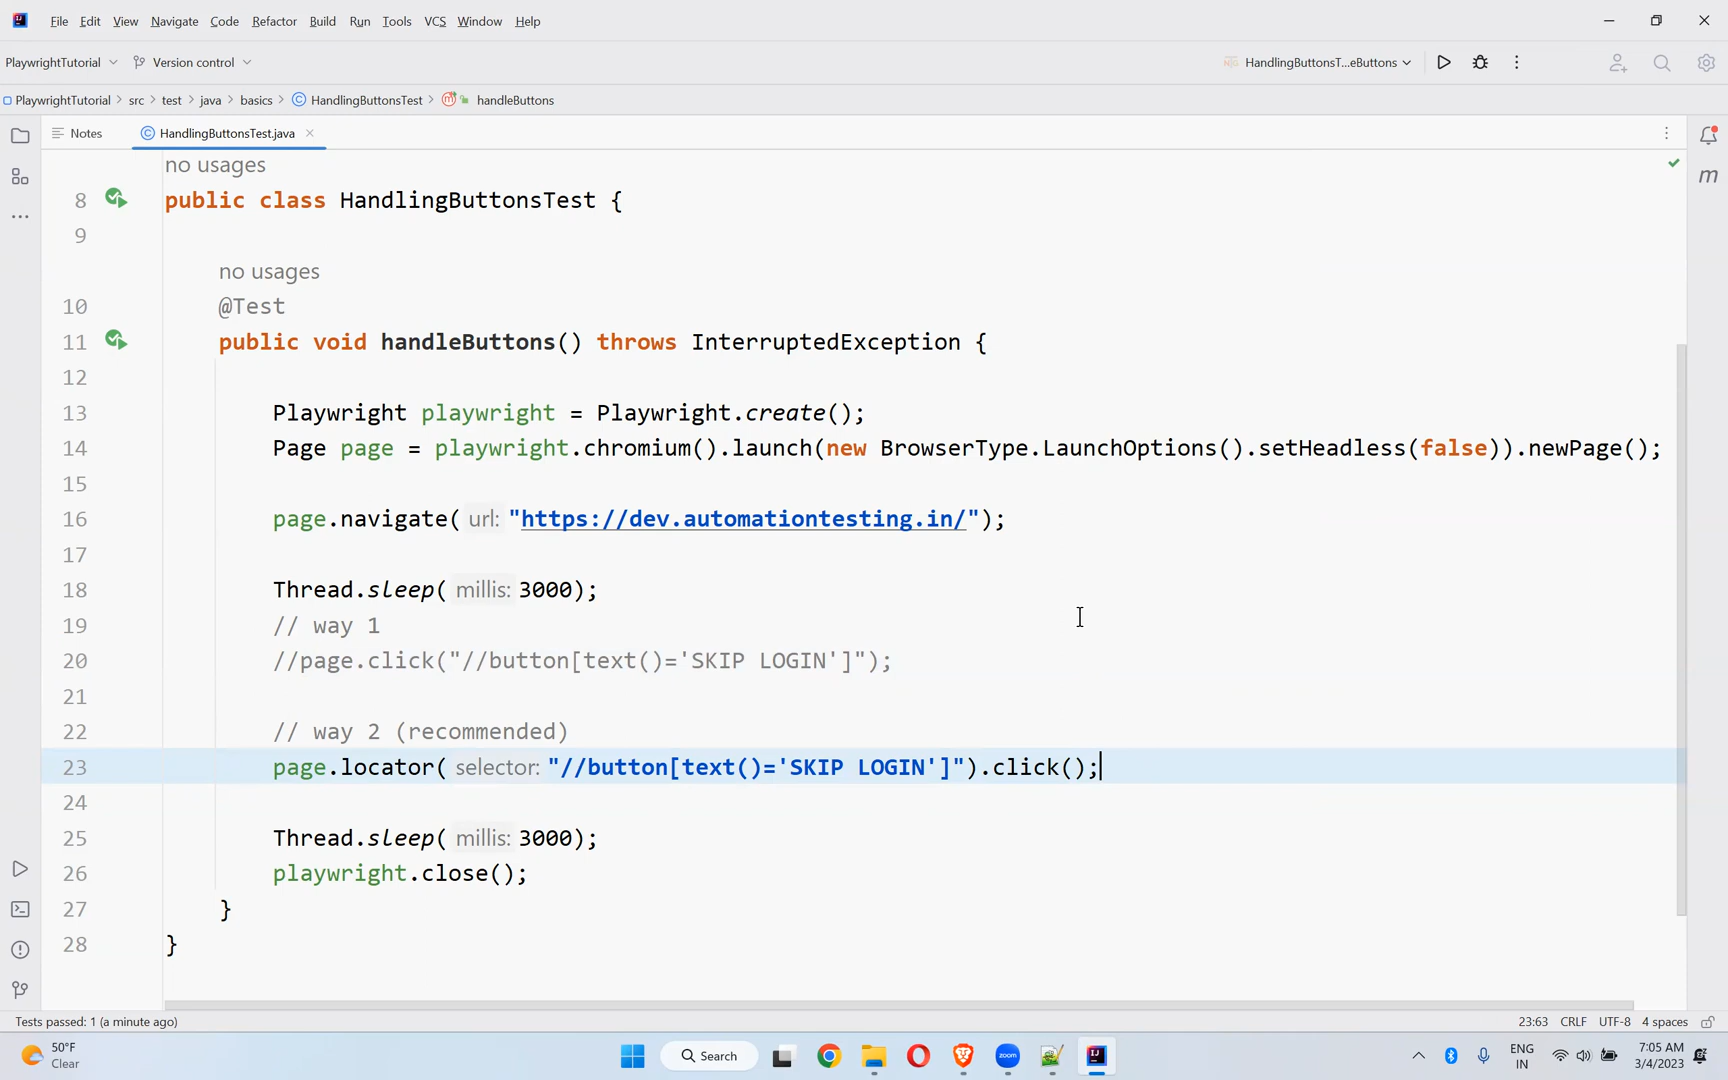 File Edit View Navigate Code Refactor Build Run Tools VCS Window Help
PlaywrightTutorial Version control HandlingButtonsT...eButtons
PlaywrightTutorial > src > test > java > basics > HandlingButtonsTest > handleButtons
Notes HandlingButtonsTest.java
no usages
8 public class HandlingButtonsTest {
9
no usages
10 @Test
11 public void handleButtons() throws InterruptedException {
12
13 Playwright playwright = Playwright.create();
14 Page page = playwright.chromium().launch(new BrowserType.LaunchOptions().setHeadless(false)).newPage();
15
16 page.navigate( url: "https://dev.automationtesting.in/");
17
18 Thread.sleep( millis: 3000);
19 // way 1
20 //page.click("//button[text()='SKIP LOGIN']");
21
22 // way 2 (recommended)
23 page.locator( selector: "//button[text()='SKIP LOGIN']").click();
24
25 Thread.sleep( millis: 3000);
26 playwright.close();
27 }
28 }
Tests passed: 1 (a minute ago) 23:63 CRLF UTF-8 4 spaces
50°F
Clear
Search
zoom
ENG
IN
7:05 AM
3/4/2023